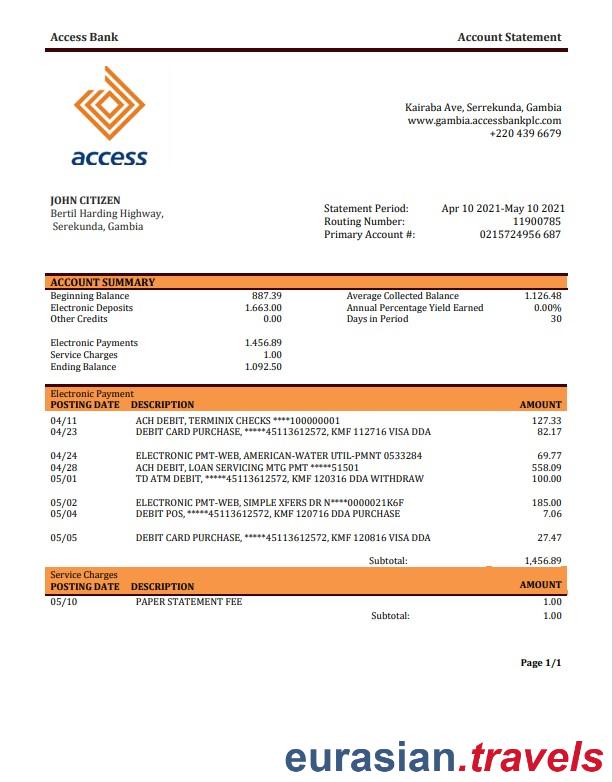 Access Bank Account Statement
access
Kairaba Ave, Serrekunda, Gambia
www.gambia.accessbankplc.com
+220 439 6679
JOHN CITIZEN
Bertil Harding Highway,
Serekunda, Gambia
Statement Period: Apr 10 2021-May 10 2021
Routing Number: 11900785
Primary Account #: 0215724956 687
ACCOUNT SUMMARY
Beginning Balance 887.39 Average Collected Balance 1.126.48
Electronic Deposits 1.663.00 Annual Percentage Yield Earned 0.00%
Other Credits 0.00 Days in Period 30
Electronic Payments 1.456.89
Service Charges 1.00
Ending Balance 1.092.50
Electronic Payment
POSTING DATE DESCRIPTION AMOUNT
04/11 ACH DEBIT, TERMINIX CHECKS ****100000001 127.33
04/23 DEBIT CARD PURCHASE, *****45113612572, KMF 112716 VISA DDA 82.17
04/24 ELECTRONIC PMT-WEB, AMERICAN-WATER UTIL-PMNT 0533284 69.77
04/28 ACH DEBIT, LOAN SERVICING MTG PMT *****51501 558.09
05/01 TD ATM DEBIT, *****45113612572, KMF 120316 DDA WITHDRAW 100.00
05/02 ELECTRONIC PMT-WEB, SIMPLE XFERS DR N****0000021K6F 185.00
05/04 DEBIT POS, *****45113612572, KMF 120716 DDA PURCHASE 7.06
05/05 DEBIT CARD PURCHASE, *****45113612572, KMF 120816 VISA DDA 27.47
Subtotal: 1,456.89
Service Charges
POSTING DATE DESCRIPTION AMOUNT
05/10 PAPER STATEMENT FEE 1.00
Subtotal: 1.00
Page 1/1
eurasian.travels